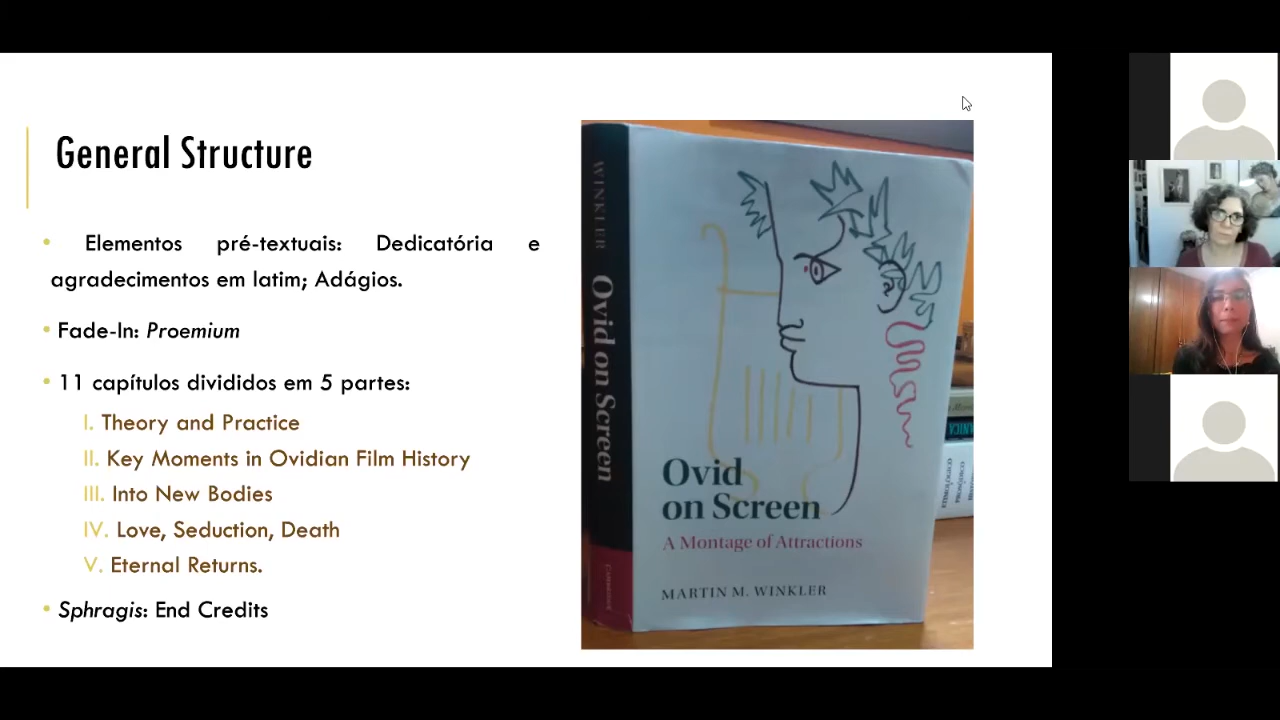 General Structure
• Elementos pré-textuais: Dedicatória e
agradecimentos em latim; Adágios.
• Fade-In: Proemium
• 11 capítulos divididos em 5 partes:
I. Theory and Practice
II. Key Moments in Ovidian Film History
III. Into New Bodies
IV. Love, Seduction, Death
V. Eternal Returns.
• Sphragis: End Credits
WINKLER
Ovid on Screen
CAMBRIDGE
Ovid
on Screen
A Montage of Attractions
MARTIN M. WINKLER